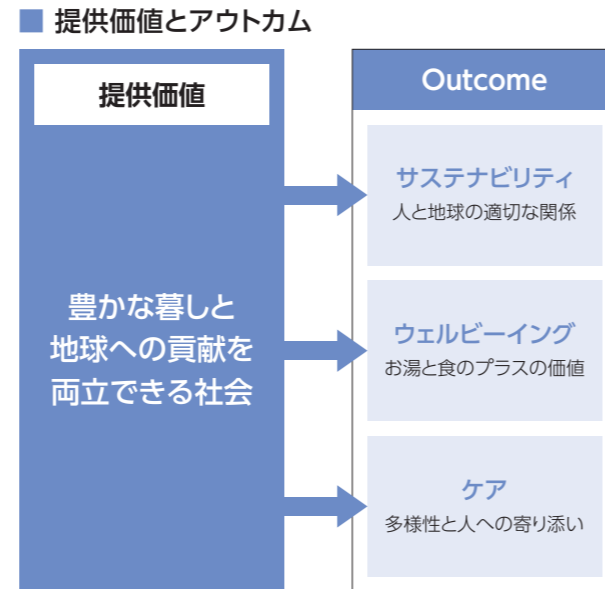 ■ 提供価値とアウトカム
提供価値
豊かな暮しと
地球への貢献を
両立できる社会
Outcome
サステナビリティ
人と地球の適切な関係
ウェルビーイング
お湯と食のプラスの価値
ケア
多様性と人への寄り添い